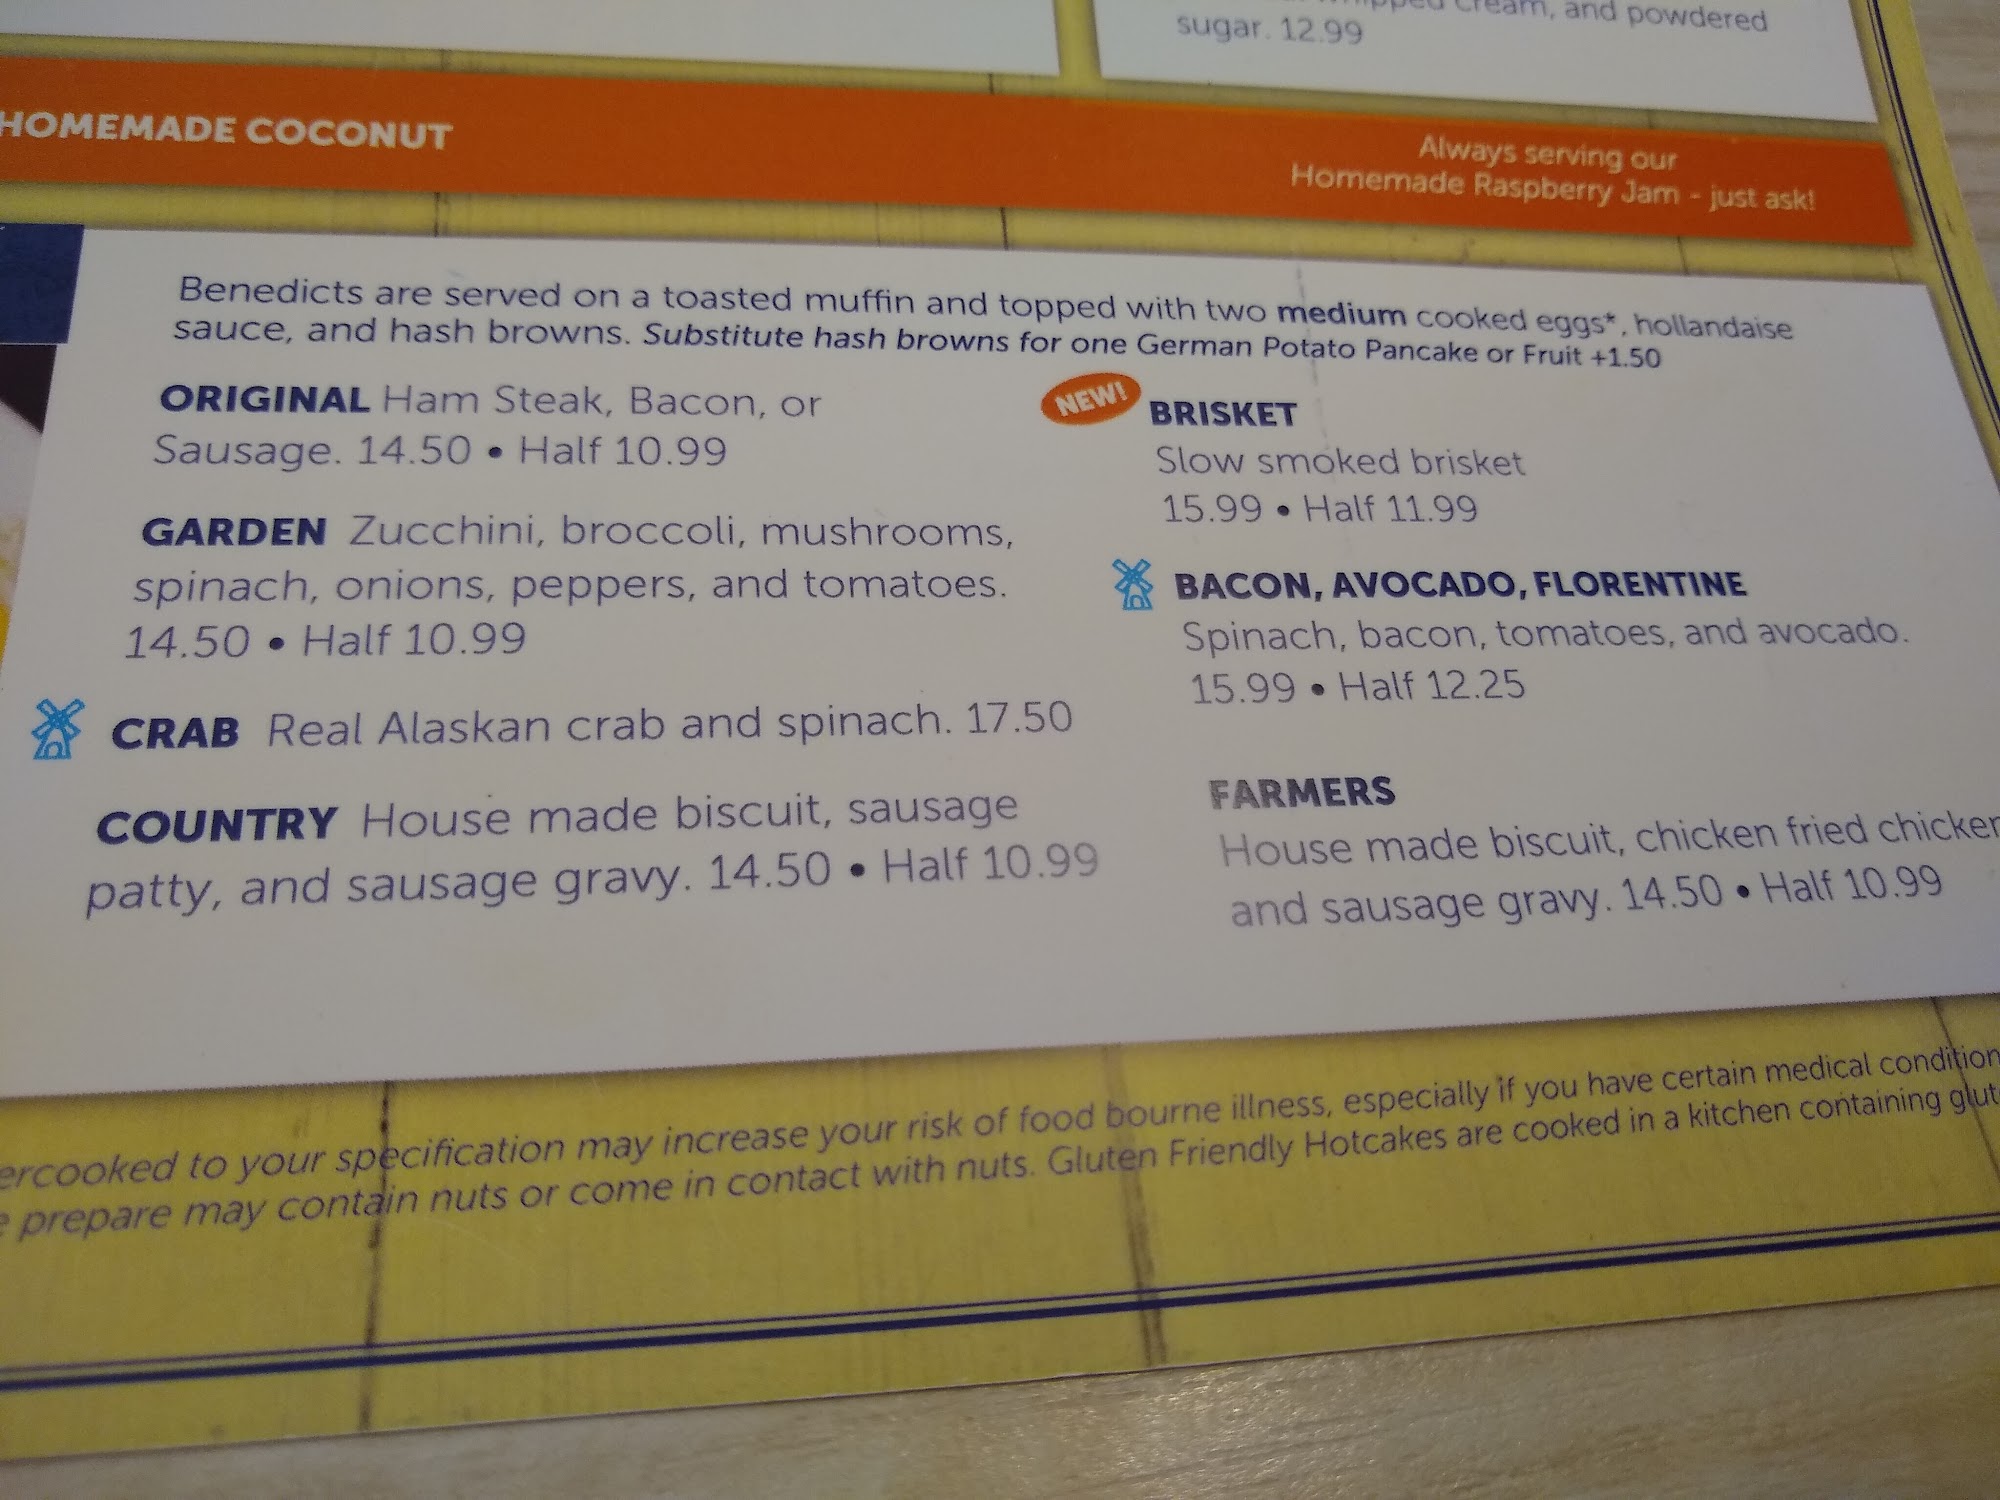 Cream, and powdered
sugar. 12.99
HOMEMADE COCONUT
Always serving our
Homemade Raspberry Jam - just ask!
Benedicts are served on a toasted muffin and topped with two medium cooked eggs*, hollandaise
sauce, and hash browns. Substitute hash browns for one German Potato Pancake or Fruit +1.50
ORIGINAL Ham Steak, Bacon, or
Sausage. 14.50 • Half 10.99
GARDEN Zucchini, broccoli, mushrooms,
spinach, onions, peppers, and tomatoes.
14.50 • Half 10.99
CRAB Real Alaskan crab and spinach. 17.50
COUNTRY House made biscuit, sausage
patty, and sausage gravy. 14.50 • Half 10.99
NEW! BRISKET
Slow smoked brisket
15.99 • Half 11.99
BACON, AVOCADO, FLORENTINE
Spinach, bacon, tomatoes, and avocado.
15.99 • Half 12.25
FARMERS
House made biscuit, chicken fried chicken
and sausage gravy. 14.50 • Half 10.99
to your specification may increase your risk of food bourne illness, especially if you have certain medical condition
prepare may contain nuts or come in contact with nuts. Gluten Friendly Hotcakes are cooked in a kitchen containing